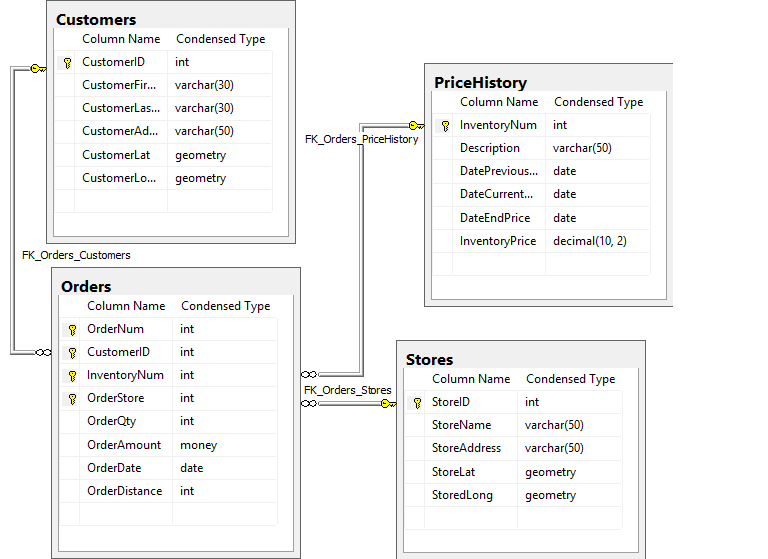 Customers
Column Name Condensed Type
CustomerID int
CustomerFir... varchar(30)
CustomerLas... varchar(30)
CustomerAd... varchar(50)
CustomerLat geometry
CustomerLo... geometry
FK_Orders_Customers
PriceHistory
Column Name Condensed Type
InventoryNum int
Description varchar(50)
DatePrevious... date
DateCurrent... date
DateEndPrice date
InventoryPrice decimal(10, 2)
FK_Orders_PriceHistory
Orders
Column Name Condensed Type
OrderNum int
CustomerID int
InventoryNum int
OrderStore int
OrderQty int
OrderAmount money
OrderDate date
OrderDistance int
FK_Orders_Stores
Stores
Column Name Condensed Type
StoreID int
StoreName varchar(50)
StoreAddress varchar(50)
StoreLat geometry
StoredLong geometry